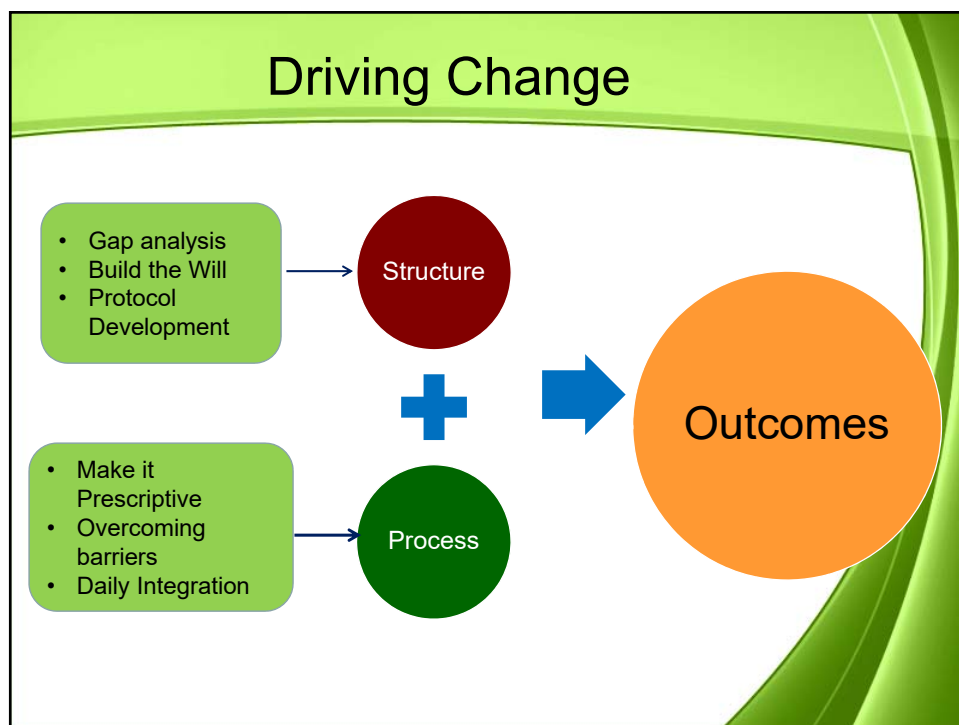 Driving Change
• Gap analysis
• Build the Will
• Protocol
Development
Structure
• Make it
Prescriptive
• Overcoming
barriers
• Daily Integration
Process
Outcomes